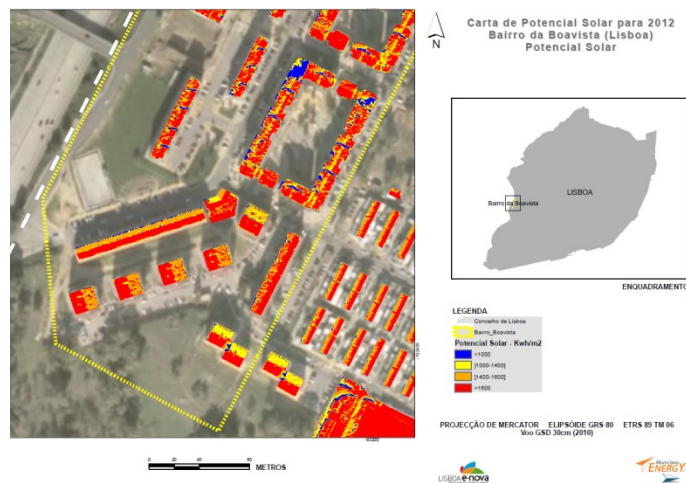 Carta de Potencial Solar para 2012
Bairro da Boavista (Lisboa)
Potencial Solar
N
LISBOA
Bairro da Boavista
ENQUADRAMENTO
LEGENDA
Concelho de Lisboa
Bairro_Boavista
Potencial Solar - Kwh/m2
<1000
]1000-1400]
]1400-1600]
>1600
PROJECÇÃO DE MERCATOR ELIPSÓIDE GRS 80 ETRS 89 TM 06
Voo GSD 30cm (2010)
0 20 40 80
METROS
LISBOA e-nova
ENERGY